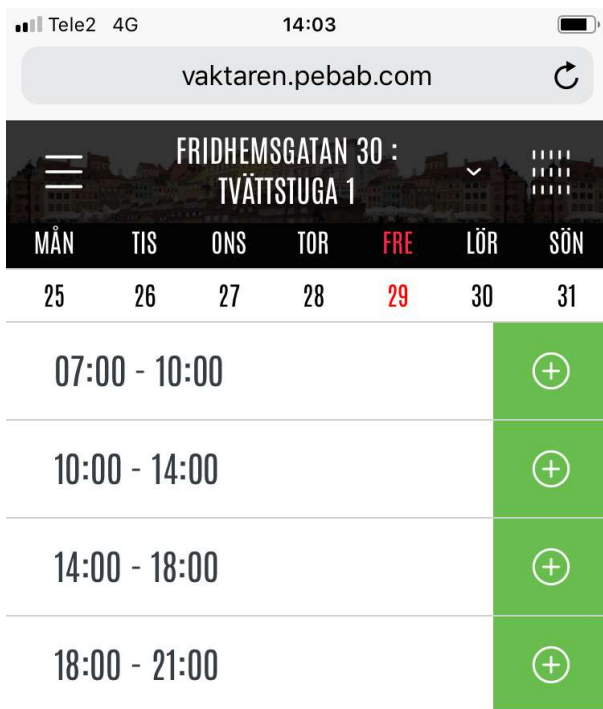 Tele2 4G 14:03
vaktaren.pebab.com
FRIDHEMSGATAN 30 :
TVÄTTSTUGA 1
MÅN TIS ONS TOR FRE LÖR SÖN
25 26 27 28 29 30 31
07:00 - 10:00
10:00 - 14:00
14:00 - 18:00
18:00 - 21:00